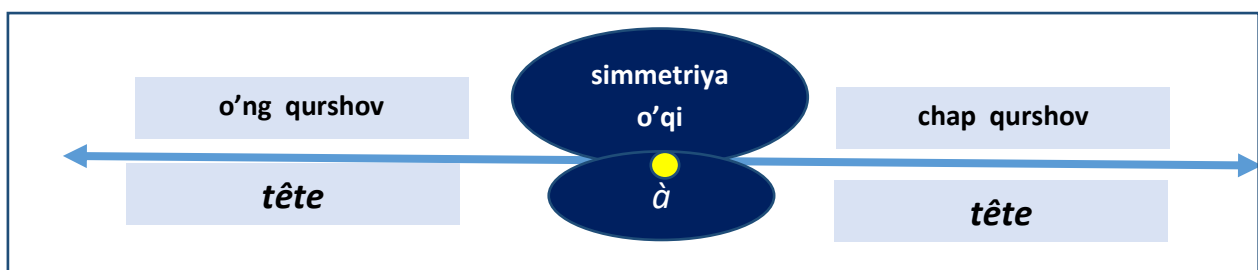 simmetriya
o'qi
o'ng qurshov
chap qurshov
tête
à
tête